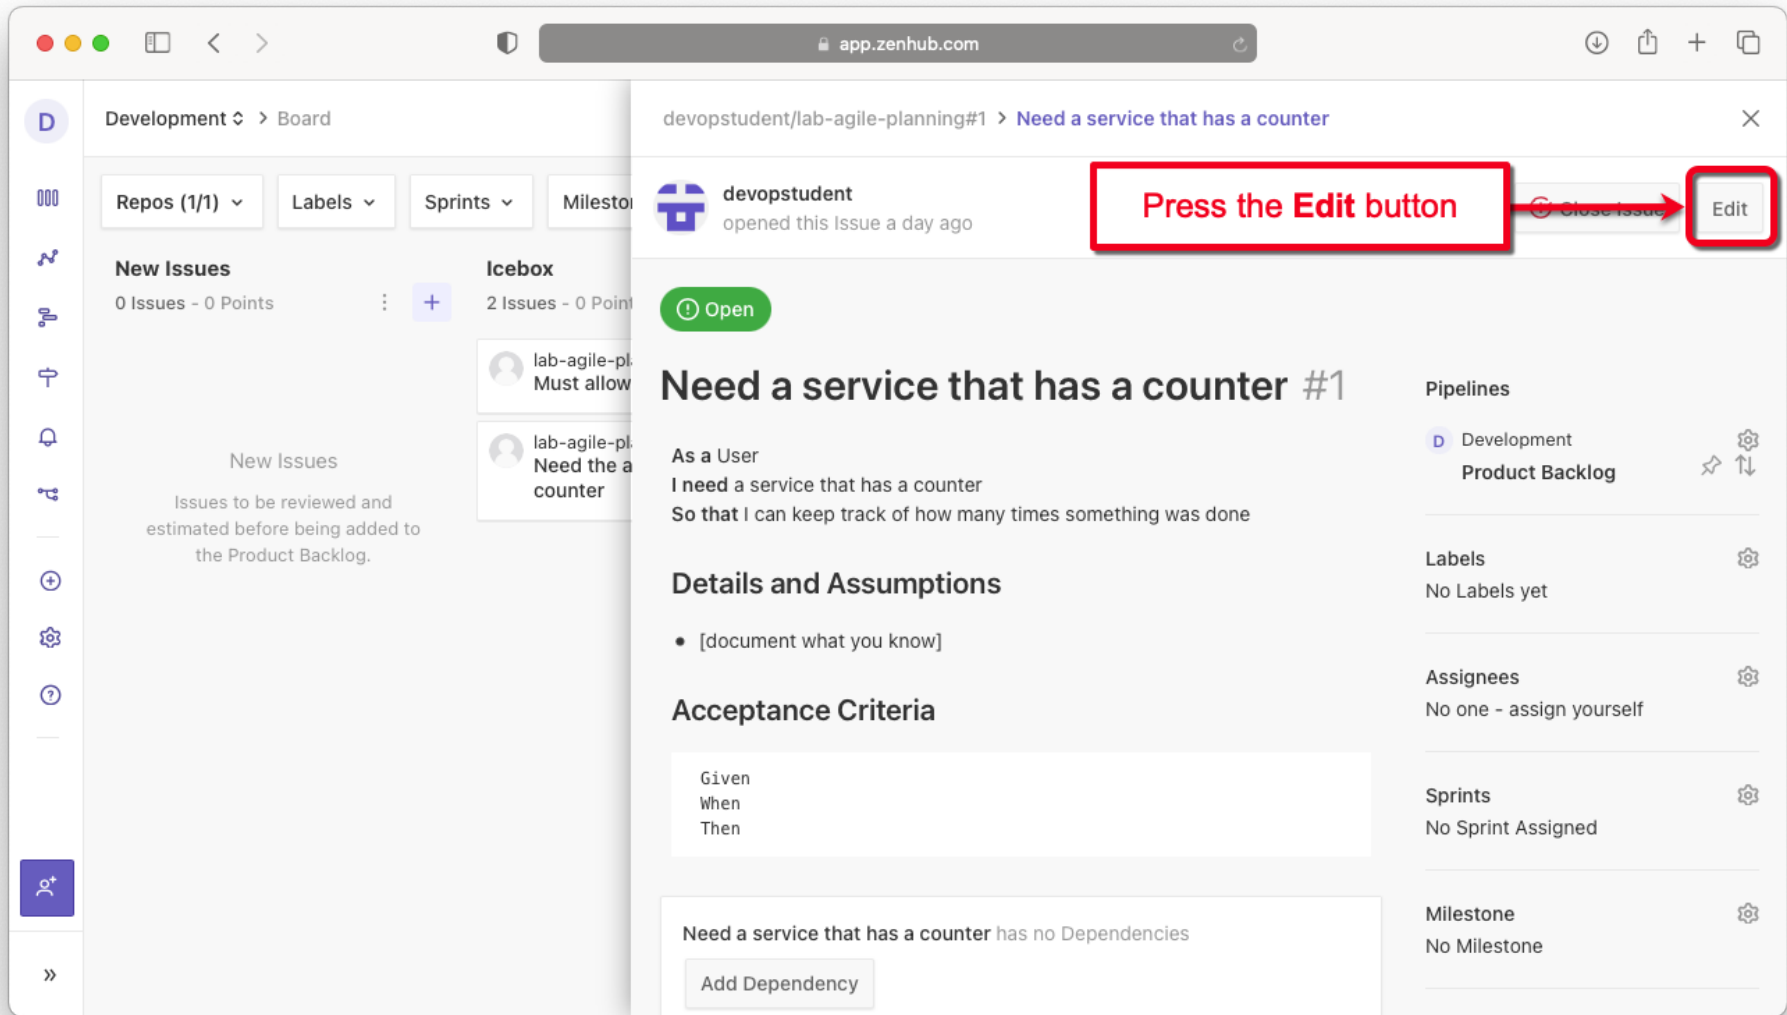 app.zenhub.com
D
Development > Board
devopstudent/lab-agile-planning#1 > Need a service that has a counter
Repos (1/1)
Labels
Sprints
devopstudent
opened this Issue a day ago
Press the Edit button
Close Issue
Edit
New Issues
0 Issues - 0 Points
Icebox
2 Issues - 0
Open
lab-agile-
Must allow
lab-agile-
Need the
counter
New Issues
Issues to be reviewed and
estimated before being added to
the Product Backlog.
Need a service that has a counter #1
As a User
I need a service that has a counter
So that I can keep track of how many times something was done
Details and Assumptions
• [document what you know]
Acceptance Criteria
Given
When
Then
Need a service that has a counter has no Dependencies
Add Dependency
Pipelines
D Development
Product Backlog
Labels
No Labels yet
Assignees
No one - assign yourself
Sprints
No Sprint Assigned
Milestone
No Milestone